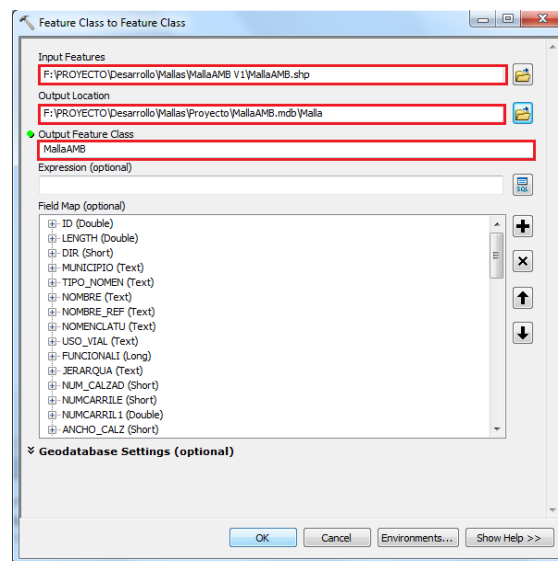 Feature Class to Feature Class
Input Features
F:\PROYECTO\Desarrollo\Mallas\MallaAMB V1\MallaAMB.shp
Output Location
F:\PROYECTO\Desarrollo\Mallas\Proyecto\MallaAMB.mdb\Malla
Output Feature Class
MallaAMB
Expression (optional)
SQL
Field Map (optional)
ID (Double)
LENGTH (Double)
DIR (Short)
MUNICIPIO (Text)
TIPO_NOMEN (Text)
NOMBRE (Text)
NOMBRE_REF (Text)
NOMENCLATU (Text)
USO_VIAL (Text)
FUNCIONALI (Long)
JERARQUA (Text)
NUM_CALZAD (Short)
NUMCARRILE (Short)
NUMCARRIL1 (Double)
ANCHO_CALZ (Short)
Geodatabase Settings (optional)
OK Cancel Environments... Show Help >>